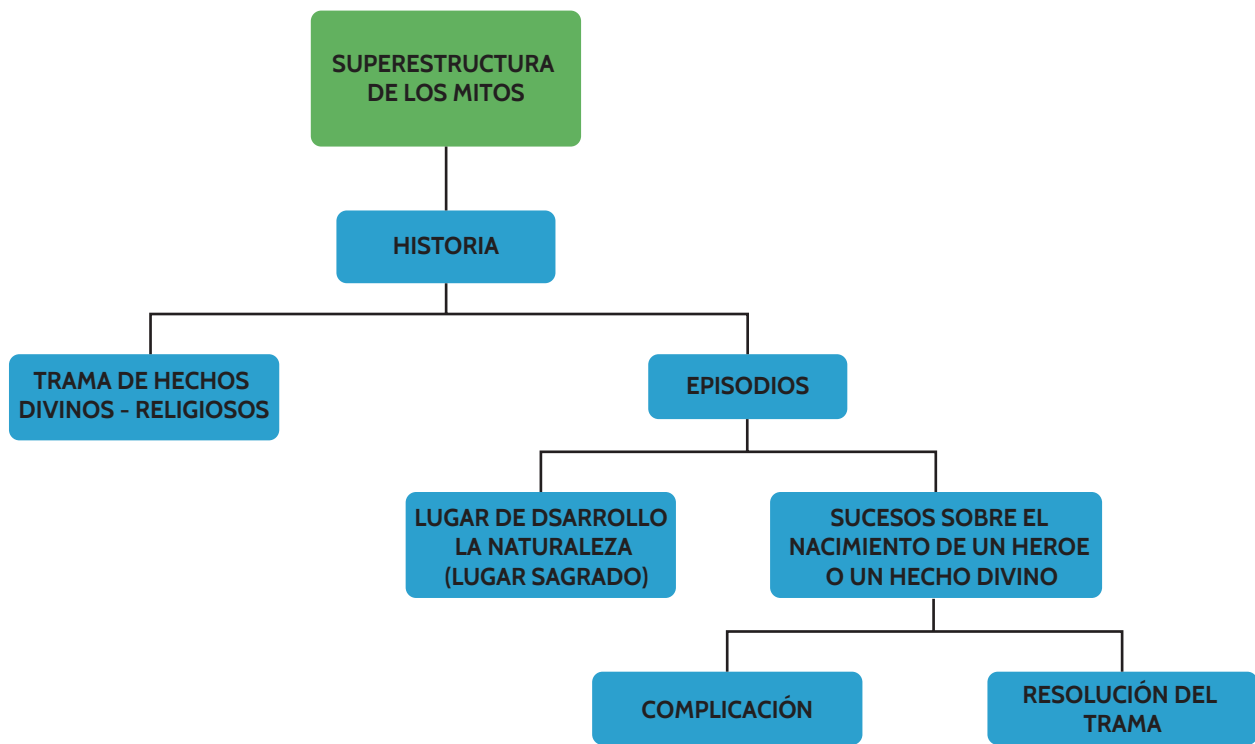 SUPERESTRUCTURA
DE LOS MITOS
HISTORIA
TRAMA DE HECHOS
DIVINOS - RELIGIOSOS
EPISODIOS
LUGAR DE DSARROLLO
LA NATURALEZA
(LUGAR SAGRADO)
SUCESOS SOBRE EL
NACIMIENTO DE UN HEROE
O UN HECHO DIVINO
COMPLICACIÓN
RESOLUCIÓN DEL
TRAMA